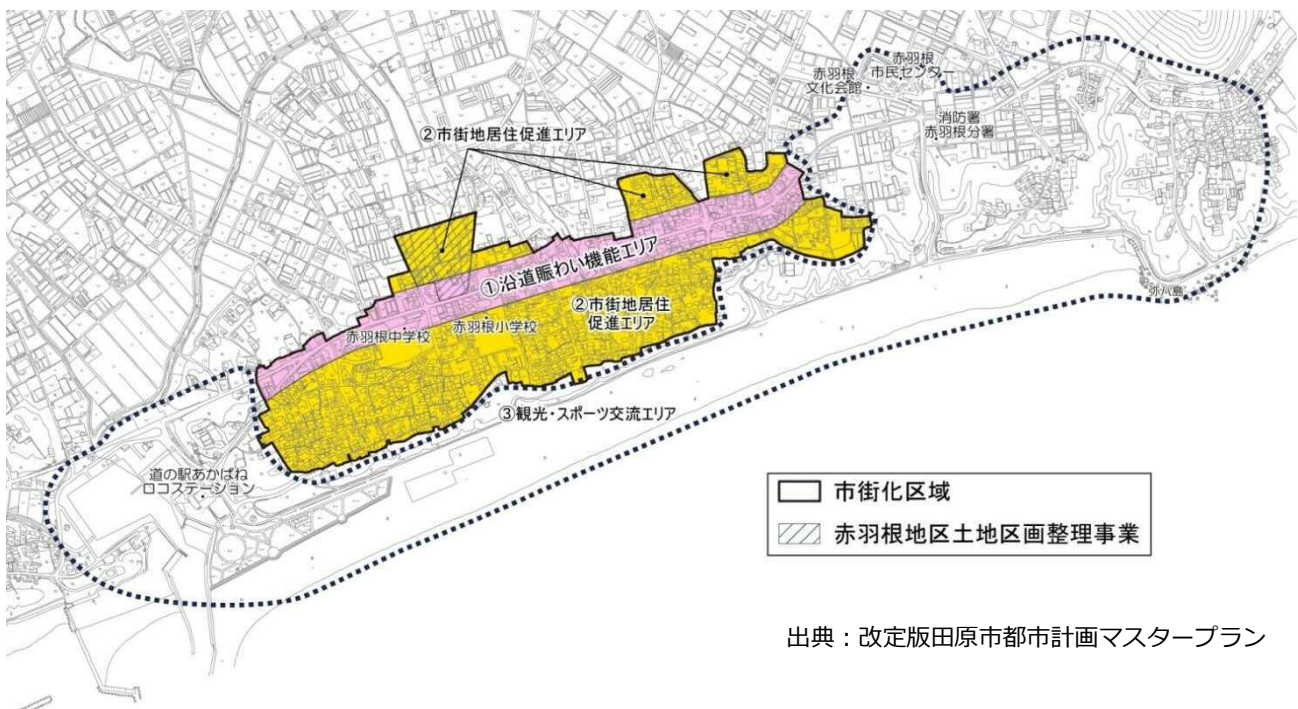 赤羽根
市民センター
赤羽根
文化会館
消防署
赤羽根分署
②市街地居住促進エリア
①沿道賑わい機能エリア
②市街地居住
促進エリア
赤羽根中学校
赤羽根小学校
弥八島
③観光・スポーツ交流エリア
道の駅あかばね
ロコステーション
市街化区域
赤羽根地区土地区画整理事業
出典：改定版田原市都市計画マスタープラン